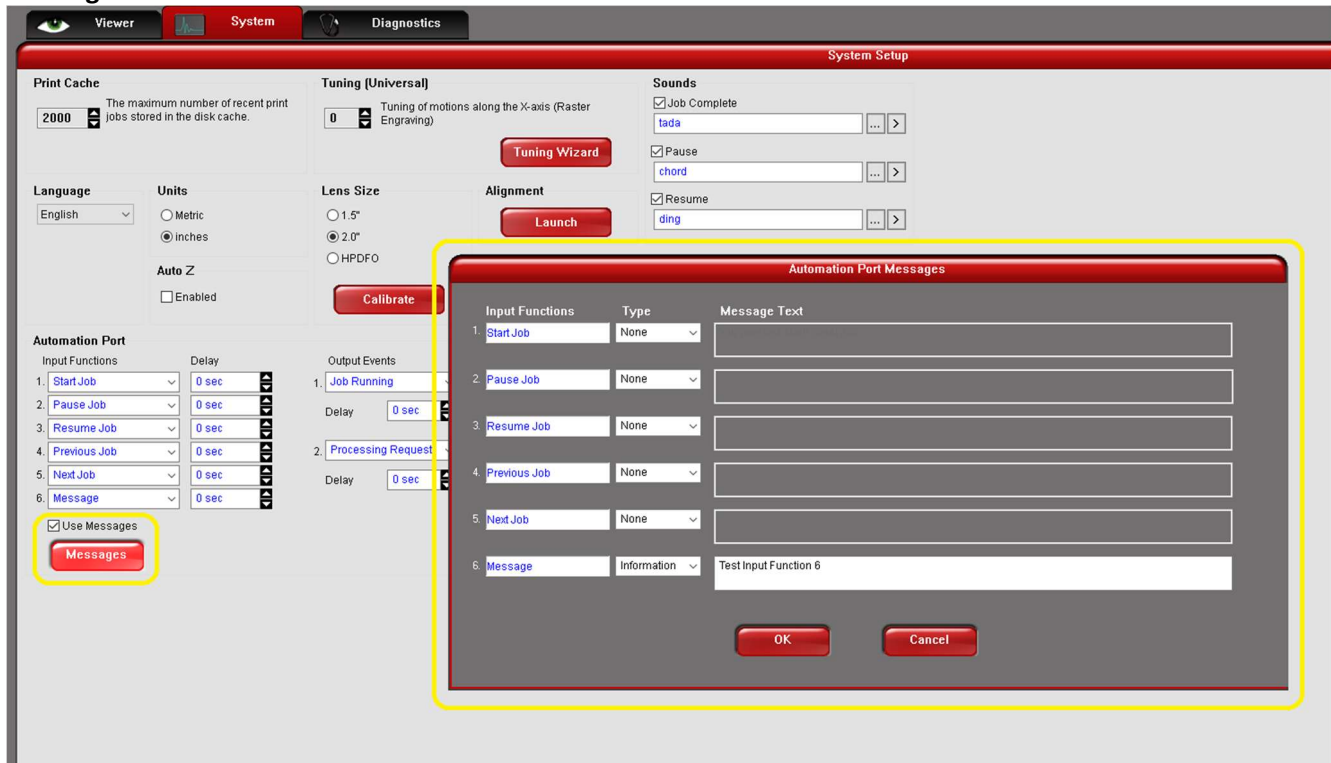 Viewer System Diagnostics
System Setup
Print Cache
2000 The maximum number of recent print
jobs stored in the disk cache.
Tuning (Universal)
0 Tuning of motions along the X-axis (Raster
Engraving)
Tuning Wizard
Sounds
Job Complete
tada ... >
Pause
chord ... >
Resume
ding ... >
Language
English
Units
Metric
inches
Auto Z
Enabled
Lens Size
1.5"
2.0"
HPDFO
Calibrate
Alignment
Launch
Automation Port
Input Functions Delay
1. Start Job 0 sec
2. Pause Job 0 sec
3. Resume Job 0 sec
4. Previous Job 0 sec
5. Next Job 0 sec
6. Message 0 sec
Use Messages
Messages
Output Events
1. Job Running
Delay 0 sec
2. Processing Request
Delay 0 sec
Automation Port Messages
Input Functions Type Message Text
1. Start Job None
2. Pause Job None
3. Resume Job None
4. Previous Job None
5. Next Job None
6. Message Information Test Input Function 6
OK Cancel